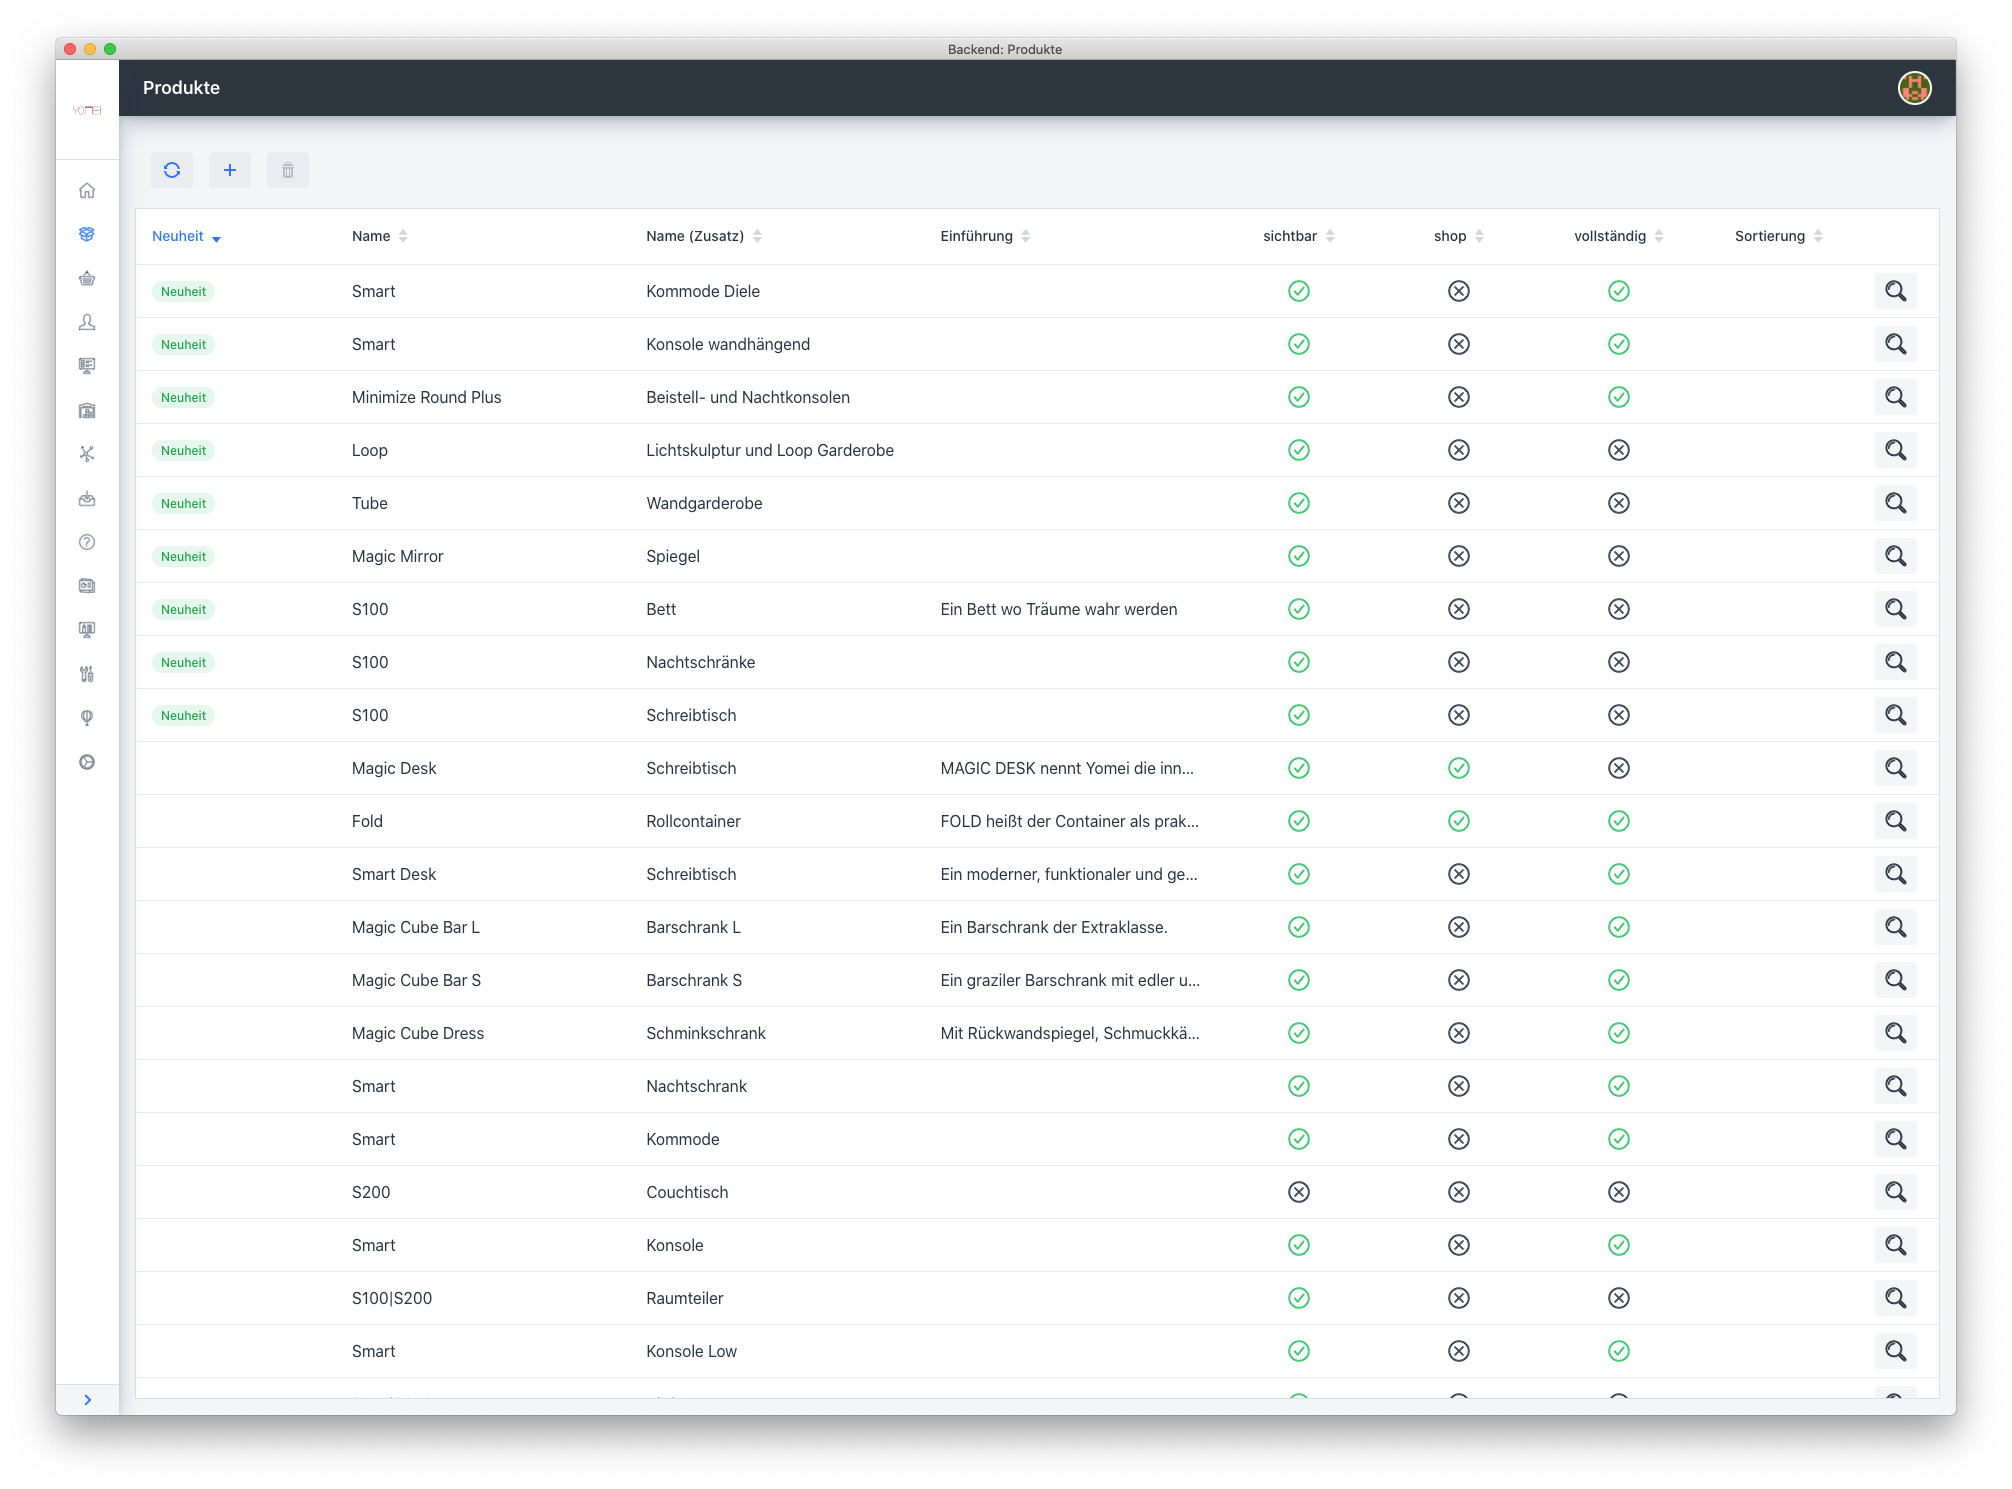 Backend: Produkte
YOMEI
Produkte
Neuheit Name Name (Zusatz) Einführung sichtbar shop vollständig Sortierung
Neuheit Smart Kommode Diele
Neuheit Smart Konsole wandhängend
Neuheit Minimize Round Plus Beistell- und Nachtkonsolen
Neuheit Loop Lichtskulptur und Loop Garderobe
Neuheit Tube Wandgarderobe
Neuheit Magic Mirror Spiegel
Neuheit S100 Bett Ein Bett wo Träume wahr werden
Neuheit S100 Nachtschränke
Neuheit S100 Schreibtisch
Magic Desk Schreibtisch MAGIC DESK nennt Yomei die inn...
Fold Rollcontainer FOLD heißt der Container als prak...
Smart Desk Schreibtisch Ein moderner, funktionaler und ge...
Magic Cube Bar L Barschrank L Ein Barschrank der Extraklasse.
Magic Cube Bar S Barschrank S Ein graziler Barschrank mit edler u...
Magic Cube Dress Schminkschrank Mit Rückwandspiegel, Schmuckkä...
Smart Nachtschrank
Smart Kommode
S200 Couchtisch
Smart Konsole
S100|S200 Raumteiler
Smart Konsole Low